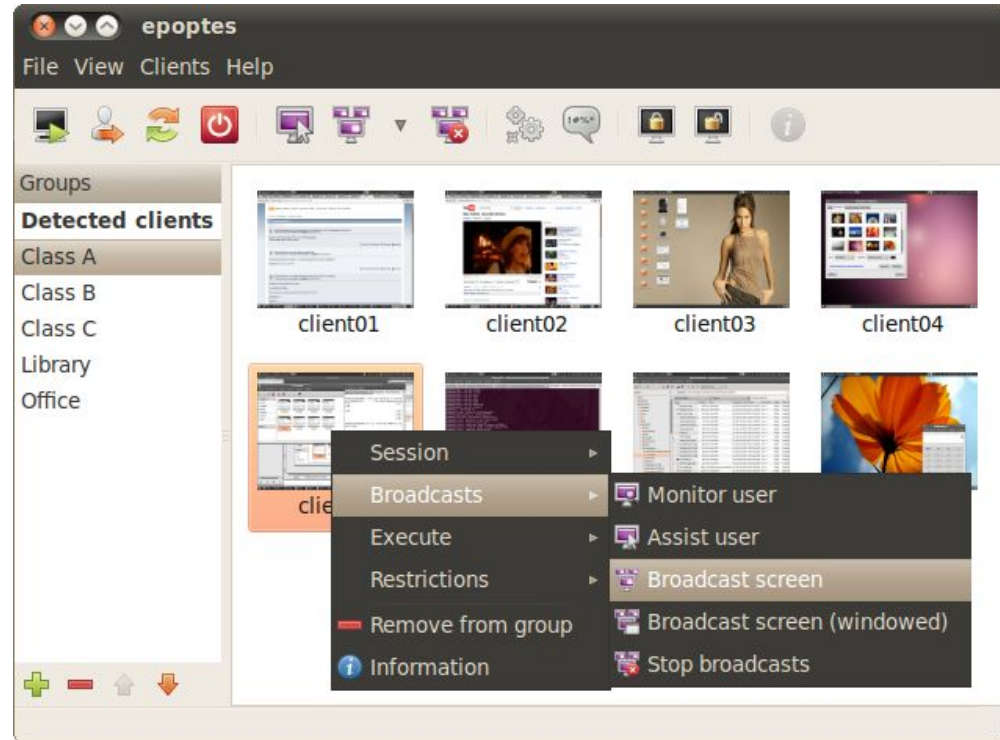 epoptes
File View Clients Help
Groups
Detected clients
Class A
Class B
Class C
Library
Office
client01 client02 client03 client04
clie
Session
Broadcasts
Execute
Restrictions
Remove from group
Information
Monitor user
Assist user
Broadcast screen
Broadcast screen (windowed)
Stop broadcasts